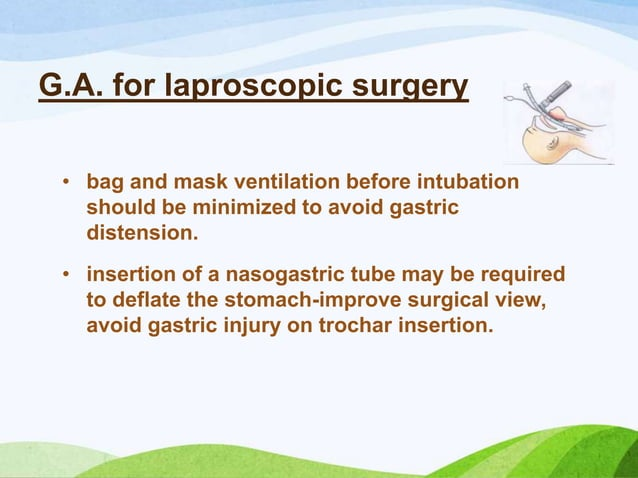 G.A. for laproscopic surgery
• bag and mask ventilation before intubation
should be minimized to avoid gastric
distension.
• insertion of a nasogastric tube may be required
to deflate the stomach-improve surgical view,
avoid gastric injury on trochar insertion.